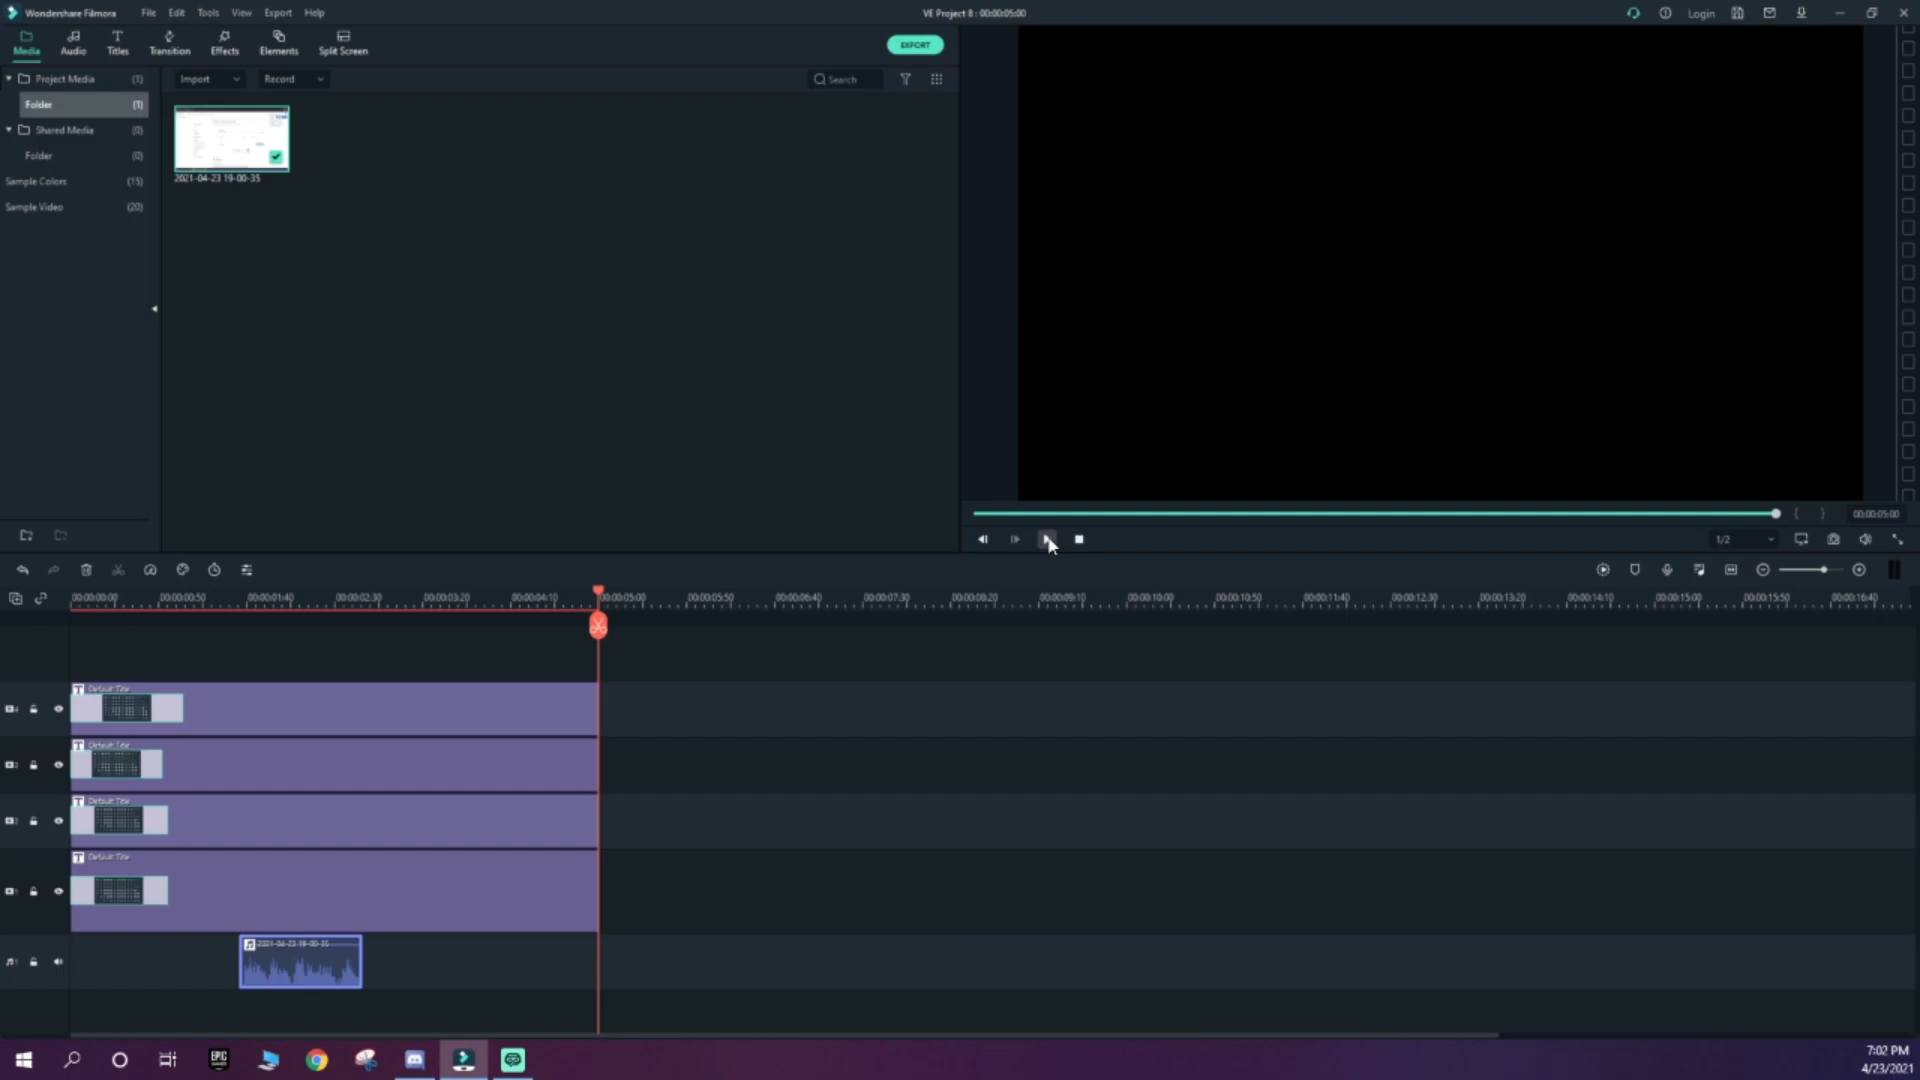 Wondershare Filmora File Edit Tools View Export Help VE Project 8 : 00:00:05:00 Login
Media Audio Titles Transition Effects Elements Split Screen EXPORT
Project Media (1) Import Record Search
Folder (1)
Shared Media (0)
Folder (0)
2021-04-23 19-00-35
Sample Colors (15)
Sample Video (20)
00:00:05:00
1/2
00:00:00:00 00:00:00:50 00:00:01:40 00:00:02:30 00:00:03:20 00:00:04:10 00:00:05:00 00:00:05:50 00:00:06:40 00:00:07:30 00:00:08:20 00:00:09:10 00:00:10:00 00:00:10:50 00:00:11:40 00:00:12:30 00:00:13:20 00:00:14:10 00:00:15:00 00:00:15:50 00:00:16:40
Default Title
Default Title
Default Title
Default Title
2021-04-23 19-00-35
EPIC GAMES
7:02 PM
4/23/2021